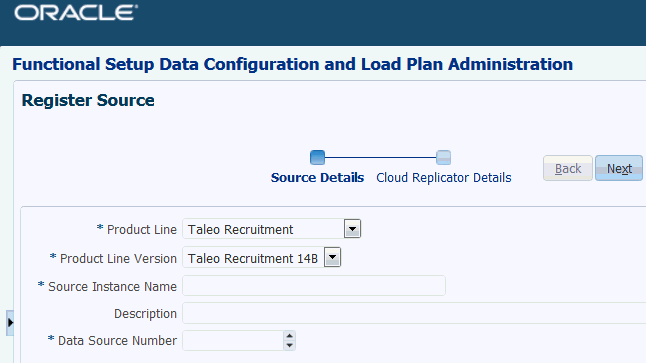 ORACLE
Functional Setup Data Configuration and Load Plan Administration
Register Source
Source Details Cloud Replicator Details
Back Next
* Product Line Taleo Recruitment
* Product Line Version Taleo Recruitment 14B
* Source Instance Name
Description
* Data Source Number